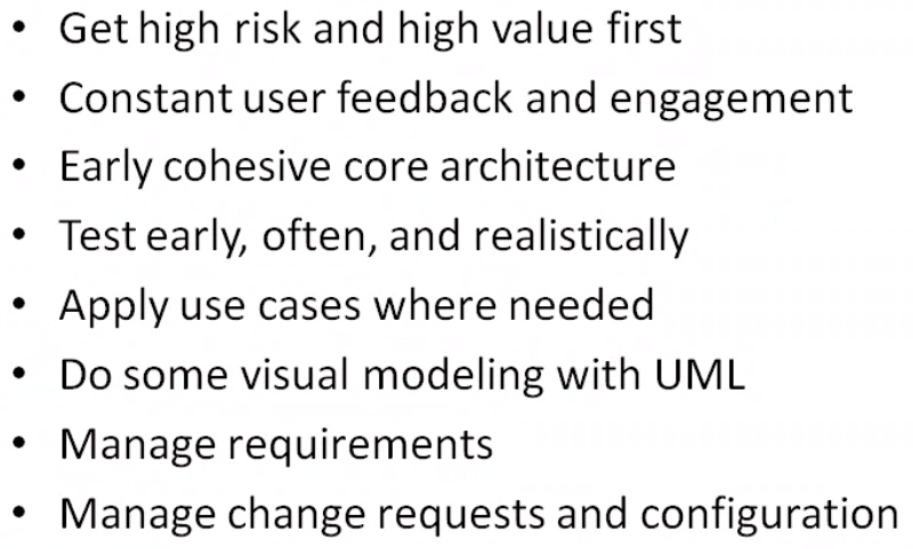 • Get high risk and high value first
• Constant user feedback and engagement
• Early cohesive core architecture
• Test early, often, and realistically
• Apply use cases where needed
• Do some visual modeling with UML
• Manage requirements
• Manage change requests and configuration